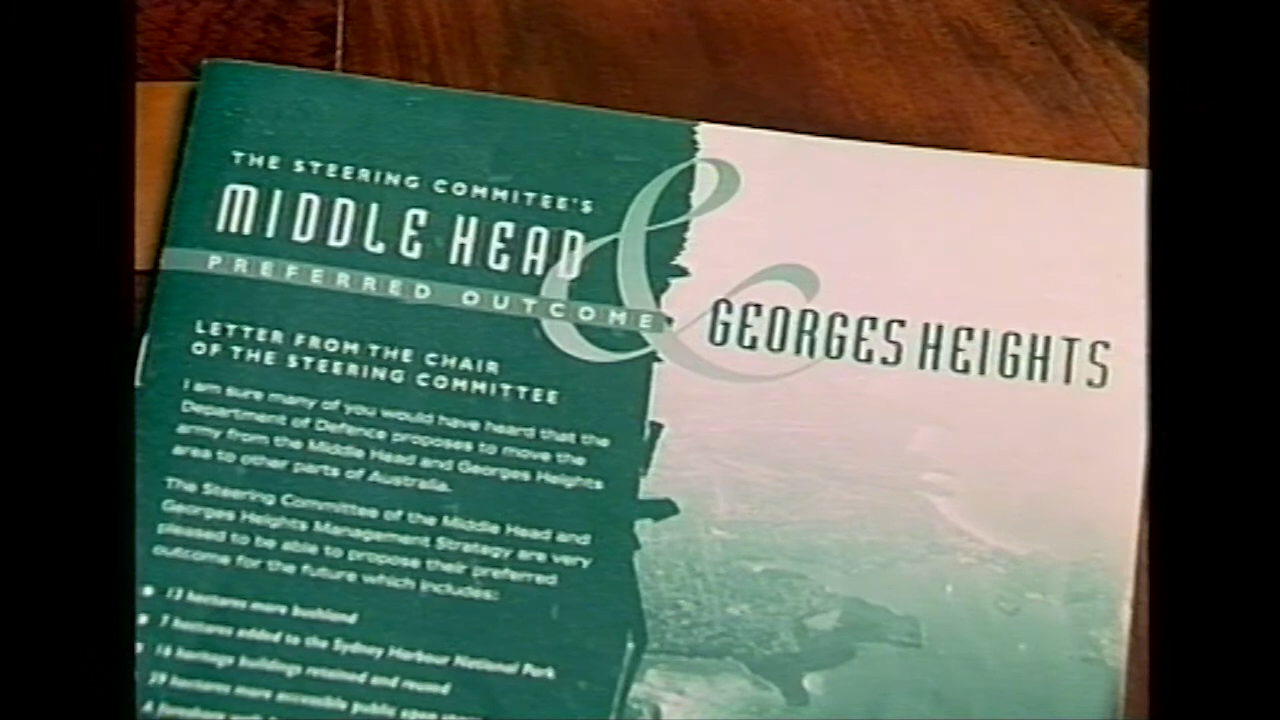 THE STEERING COMMITEE'S
MIDDLE HEAD
&
GEORGES HEIGHTS
PREFERRED OUTCOME
LETTER FROM THE CHAIR
OF THE STEERING COMMITTEE
I am sure many of you would have heard that the
Department of Defence proposes to move the
army from the Middle Head and Georges Heights
area to other parts of Australia.
The Steering Committee of the Middle Head and
Georges Heights Management Strategy are very
pleased to be able to propose their preferred
outcome for the future which includes:
• 13 hectares more bushland
• 7 hectares added to the Sydney Harbour National Park
• 16 heritage buildings retained and reused
39 hectares more accessible public open
A foreshore